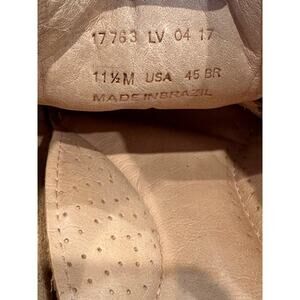 17763 LV 04 17
11½M USA 45 BR
MADE IN BRAZIL